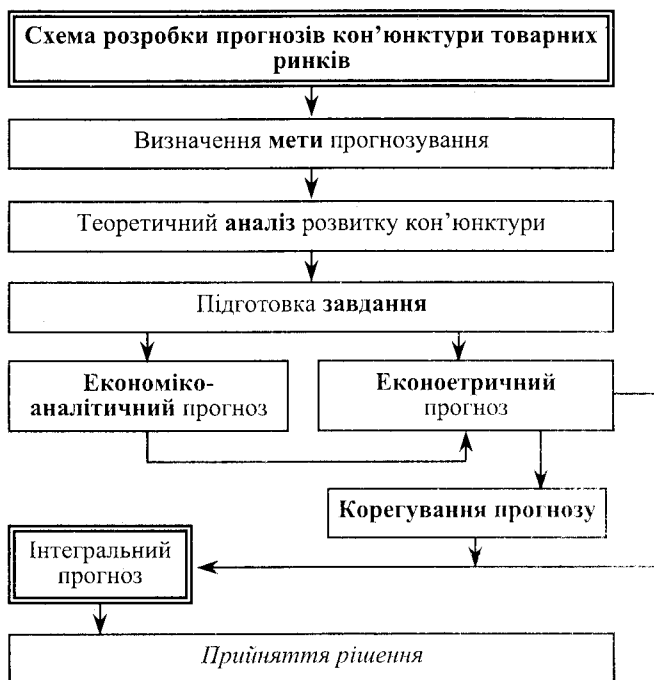 Схема розробки прогнозів кон’юнктури товарних
ринків
Визначення мети прогнозування
Теоретичний аналіз розвитку кон’юнктури
Підготовка завдання
Економіко-
аналітичний прогноз
Еконоетричний
прогноз
Корегування прогнозу
Інтегральний
прогноз
Прийняття рішення